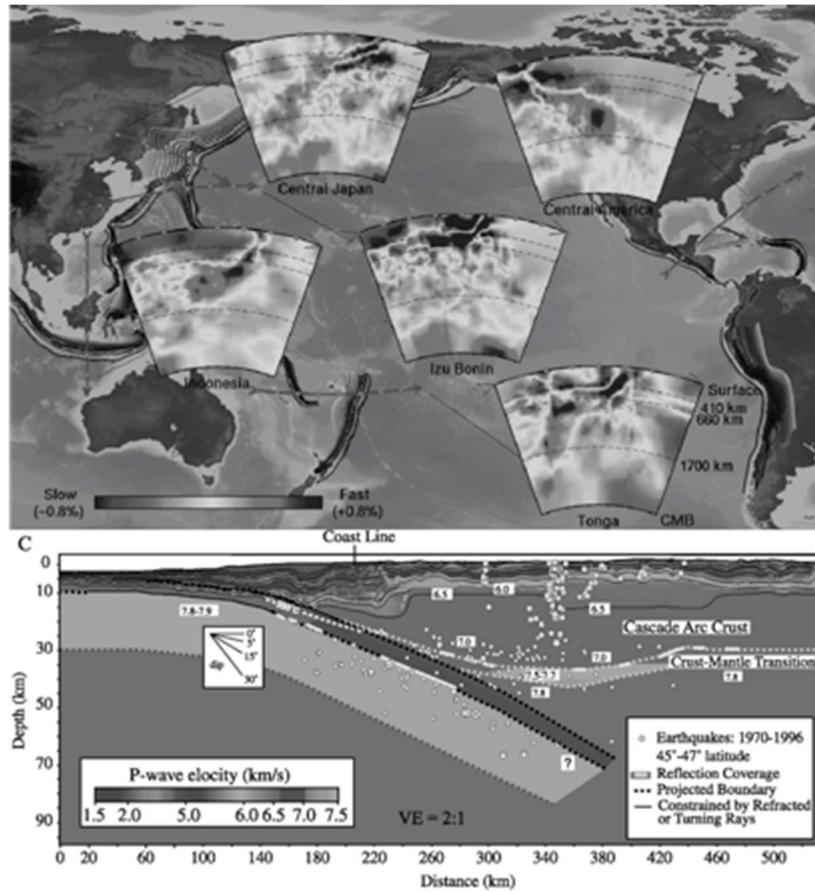 Central Japan
Central America
Indonesia
Izu Bonin
Surface
410 km
660 km
1700 km
Slow
(−0.8%)
Fast
(+0.8%)
Tonga
CMB
C
Coast Line
0
10
30
50
70
90
Depth (km)
7.8-7.9
6.5
6.0
6.5
7.0
7.0
7.5-7.7
7.8
7.8
Cascade Arc Crust
Crust-Mantle Transition
0°
5°
15°
30°
dip
?
P-wave elocity (km/s)
1.5 2.0 5.0 6.0 6.5 7.0 7.5
VE = 2:1
Earthquakes: 1970-1996
45°-47° latitude
Reflection Coverage
Projected Boundary
Constrained by Refracted
or Turning Rays
0 20 60 100 140 180 220 260 300 340 380 420 460 500
Distance (km)